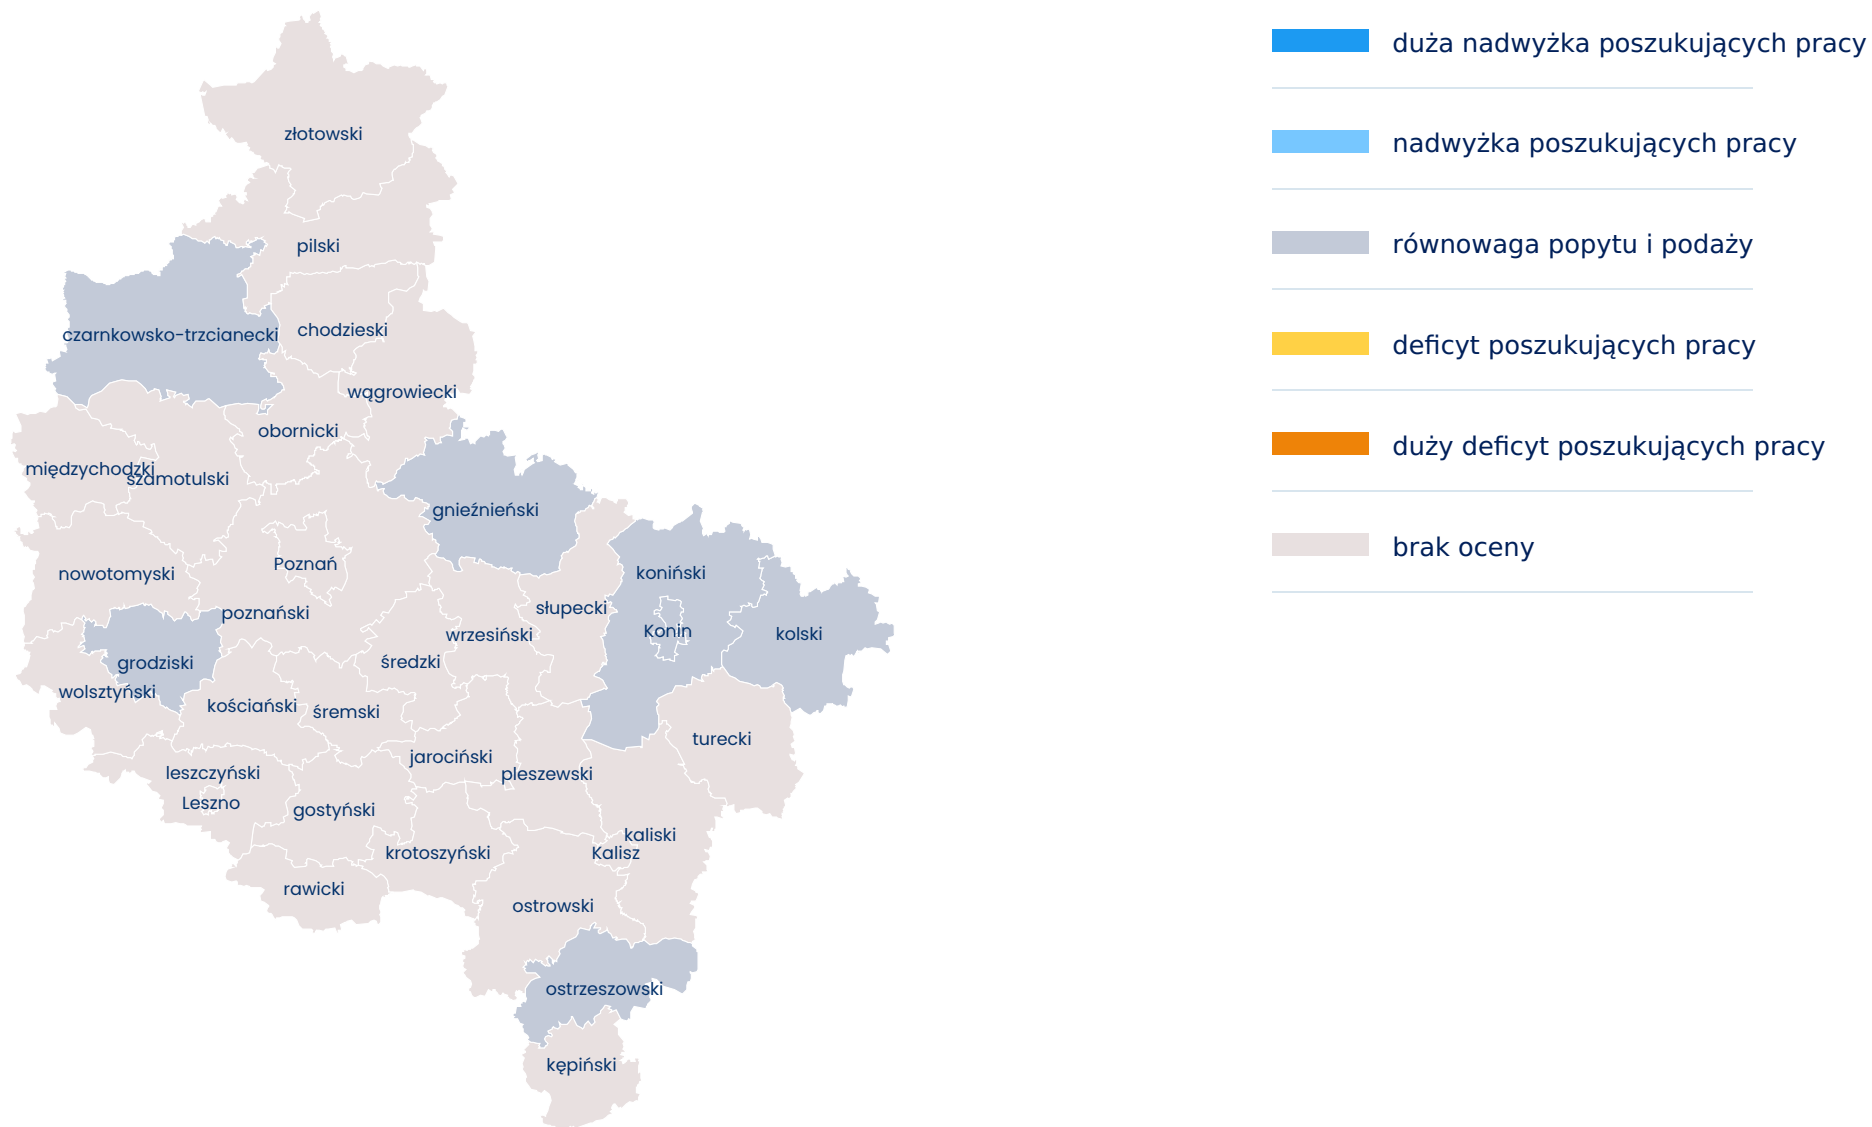 duża nadwyżka poszukujących pracy
nadwyżka poszukujących pracy
równowaga popytu i podaży
deficyt poszukujących pracy
duży deficyt poszukujących pracy
brak oceny
złotowski
pilski
czarnkowsko-trzcianecki
chodzieski
wągrowiecki
obornicki
międzychodzki
szamotulski
gnieźnieński
nowotomyski
Poznań
koniński
poznański
słupecki
wrzesiński
Konin
kolski
grodziski
średzki
wolsztyński
kościański
śremski
turecki
jarociński
leszczyński
pleszewski
Leszno
gostyński
kaliski
krotoszyński
Kalisz
rawicki
ostrowski
ostrzeszowski
kępiński